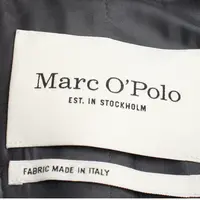 Marc O'Polo
EST. IN STOCKHOLM
FABRIC MADE IN ITALY